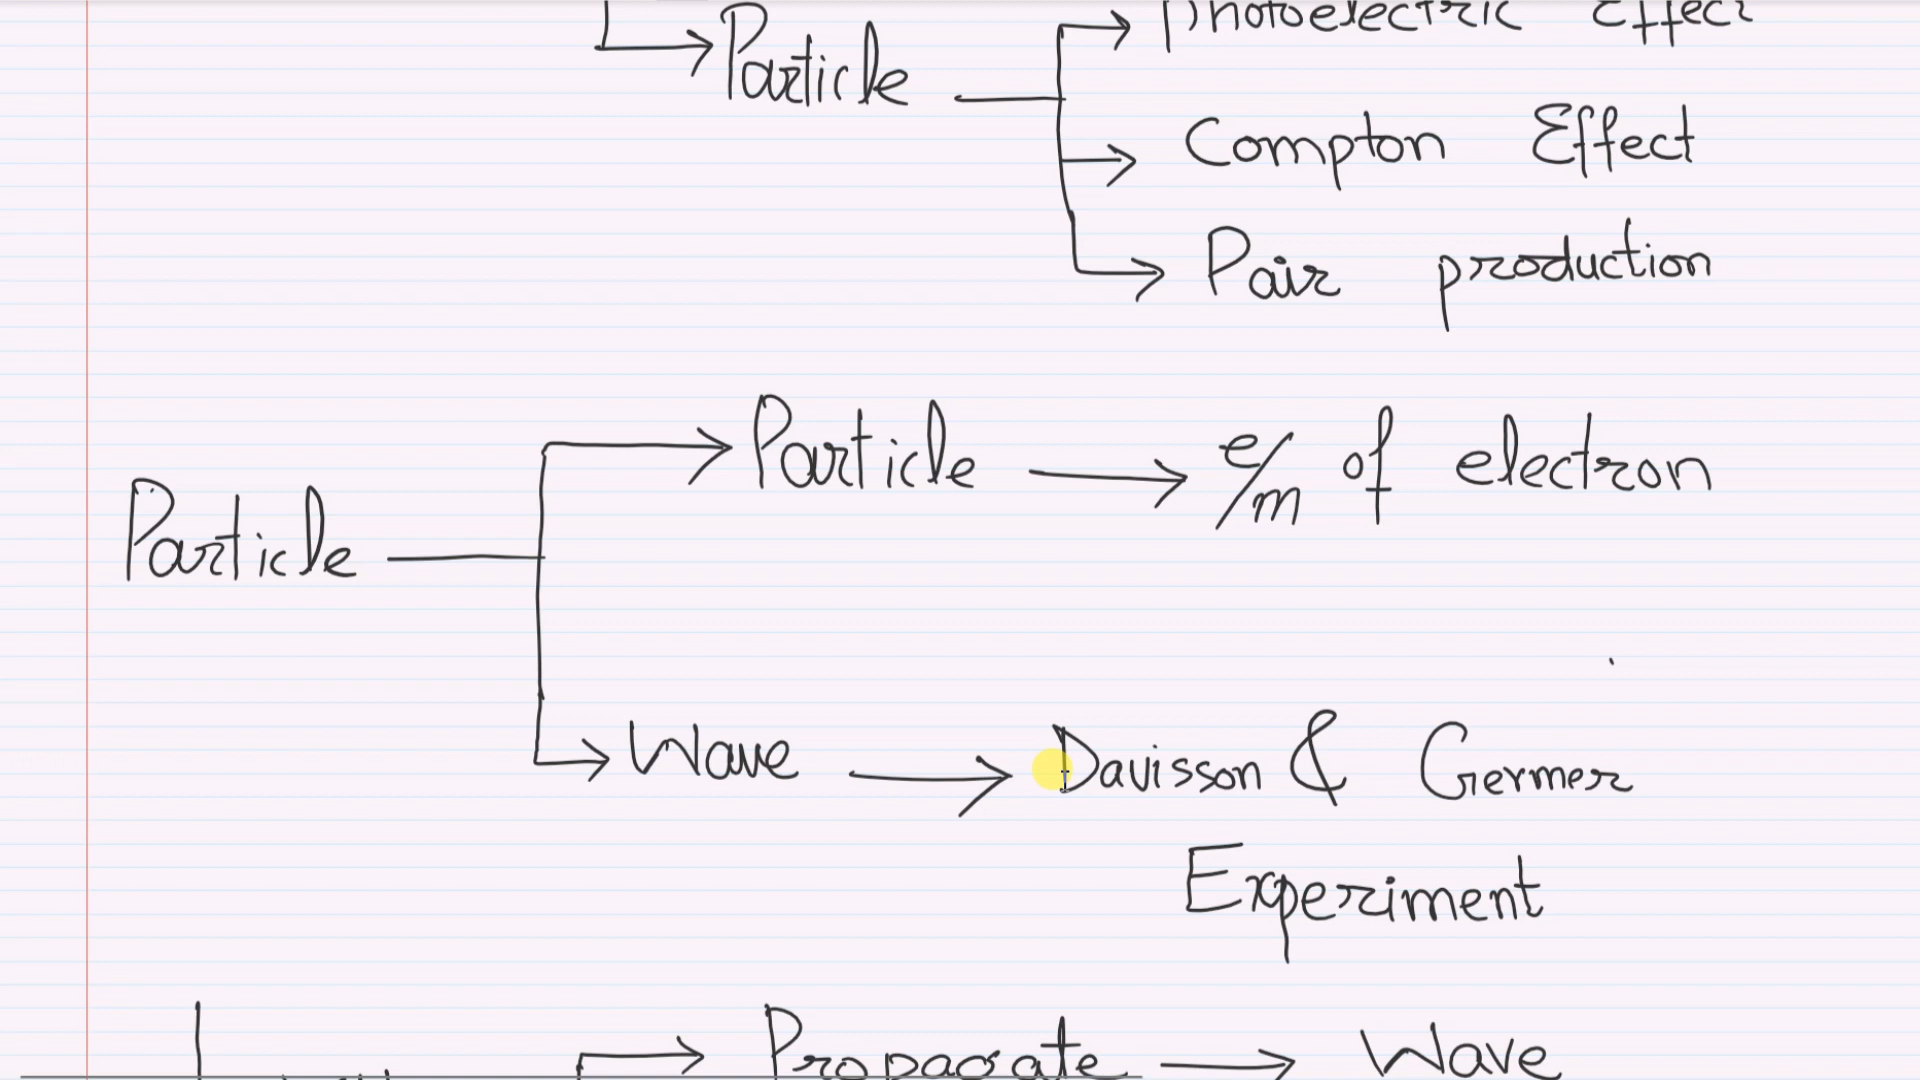 Particle → Photoelectric Effect
→ Compton Effect
→ Pair production
Particle → Particle → e/m of electron
→ Wave → Davisson & Germer
Experiment
→ Propagate → Wave